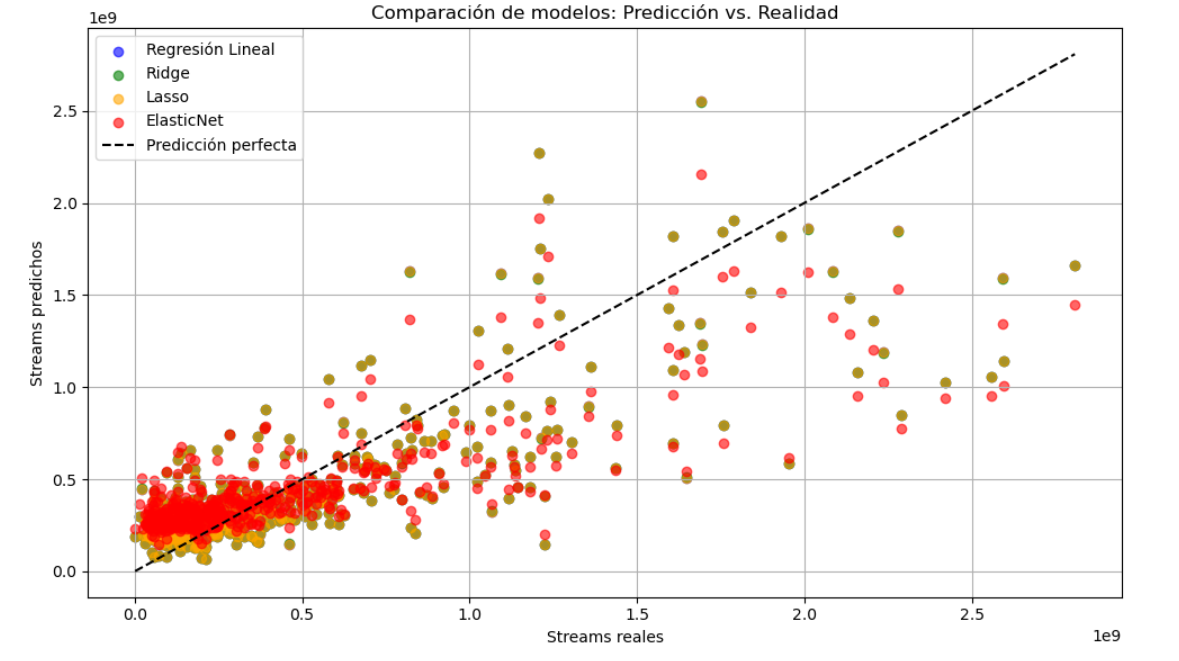 Comparación de modelos: Predicción vs. Realidad
1e9
Regresión Lineal
Ridge
Lasso
ElasticNet
Predicción perfecta
Streams predichos
2.5
2.0
1.5
1.0
0.5
0.0
0.0 0.5 1.0 1.5 2.0 2.5
1e9
Streams reales